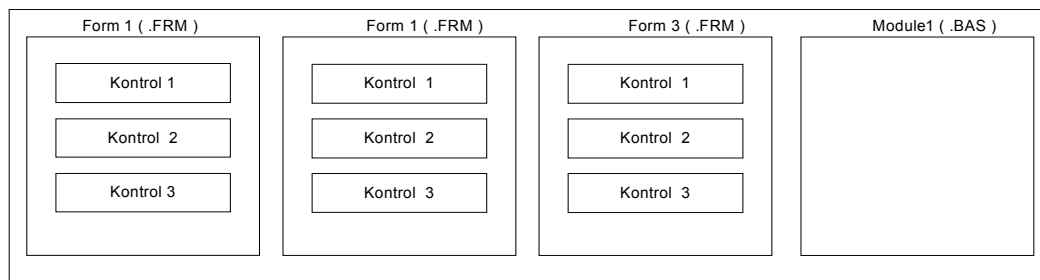 Form 1 ( .FRM )
Form 1 ( .FRM )
Form 3 ( .FRM )
Module1 ( .BAS )
Kontrol 1
Kontrol 1
Kontrol 1
Kontrol 2
Kontrol 2
Kontrol 2
Kontrol 3
Kontrol 3
Kontrol 3